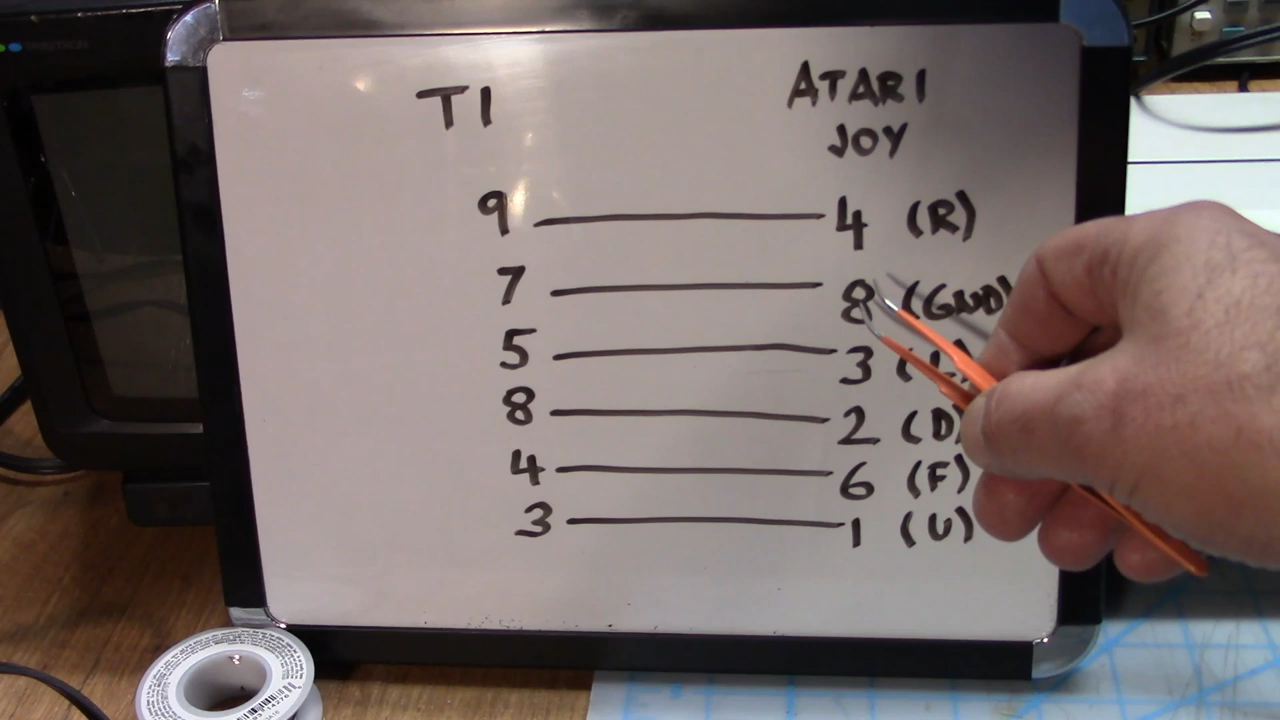 TI ATARI
JOY
9 4 (R)
7 8 (GND)
5 3 (L)
8 2 (D)
4 6 (F)
3 1 (U)